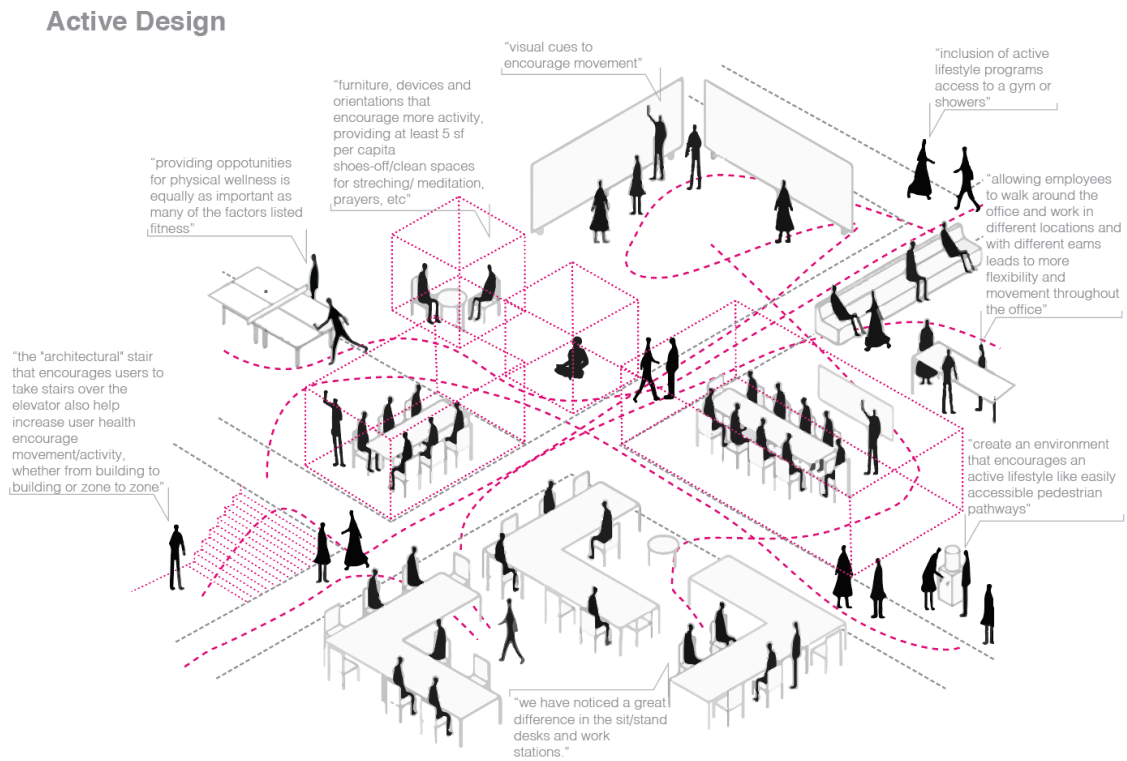 Active Design
“visual cues to
encourage movement”
“inclusion of active
lifestyle programs
access to a gym or
showers”
“furniture, devices and
orientations that
encourage more activity,
providing at least 5 sf
per capita
shoes-off/clean spaces
for streching/ meditation,
prayers, etc”
“providing oppotunities
for physical wellness is
equally as important as
many of the factors listed
fitness”
“allowing employees
to walk around the
office and work in
different locations and
with different eams
leads to more
flexibility and
movement throughout
the office”
“the "architectural" stair
that encourages users to
take stairs over the
elevator also help
increase user health
encourage
movement/activity,
whether from building to
building or zone to zone”
“create an environment
that encourages an
active lifestyle like easily
accessible pedestrian
pathways”
“we have noticed a great
difference in the sit/stand
desks and work
stations.”